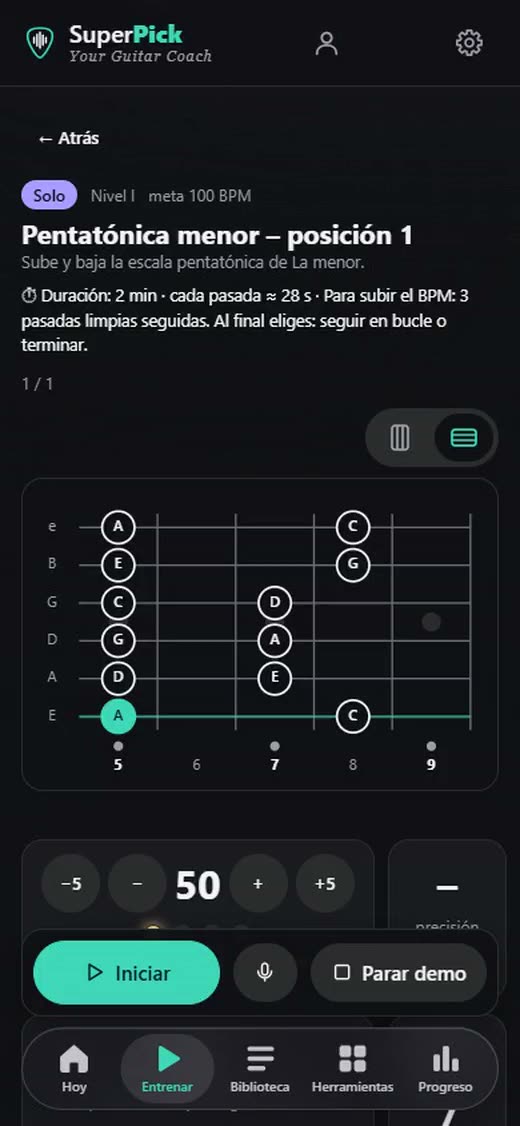 SuperPick
Your Guitar Coach
← Atrás
Solo Nivel I meta 100 BPM
Pentatónica menor – posición 1
Sube y baja la escala pentatónica de La menor.
⏱ Duración: 2 min · cada pasada ≈ 28 s · Para subir el BPM: 3
pasadas limpias seguidas. Al final eliges: seguir en bucle o
terminar.
1 / 1
e A C
B E G
G C D
D G A
A D E
E A C
5 6 7 8 9
−5 − 50 + +5 –
precisión
Iniciar Parar demo
Hoy Entrenar Biblioteca Herramientas Progreso